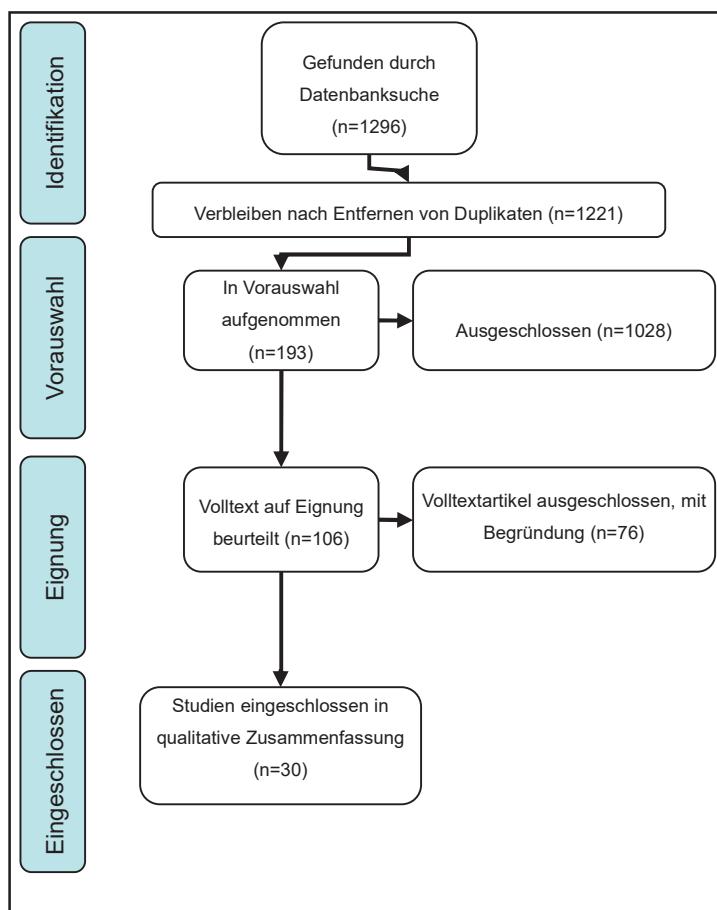 Identifikation
Gefunden durch
Datenbanksuche
(n=1296)
Verbleiben nach Entfernen von Duplikaten (n=1221)
Vorauswahl
In Vorauswahl
aufgenommen
(n=193)
Ausgeschlossen (n=1028)
Eignung
Volltext auf Eignung
beurteilt (n=106)
Volltextartikel ausgeschlossen, mit
Begründung (n=76)
Eingeschlossen
Studien eingeschlossen in
qualitative Zusammenfassung
(n=30)